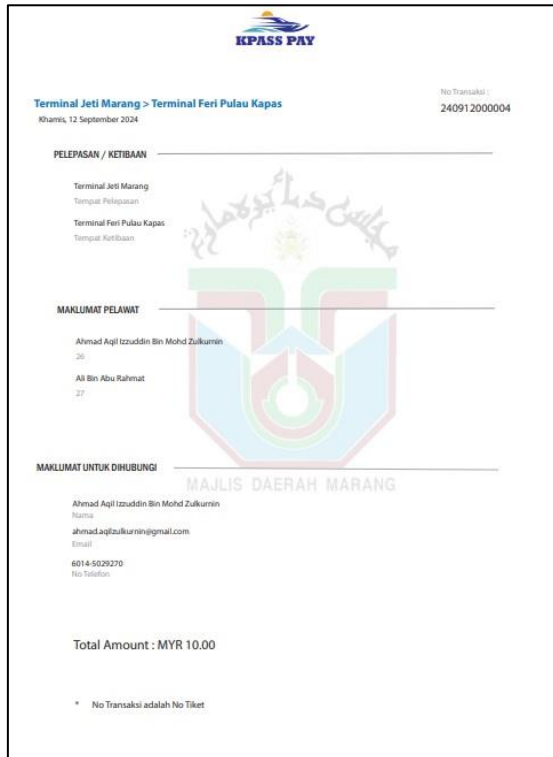 KPASS PAY
No Transaksi :
Terminal Jeti Marang > Terminal Feri Pulau Kapas
240912000004
Khamis, 12 September 2024
PELEPASAN / KETIBAAN
Terminal Jeti Marang
Tempat Pelepasan
Terminal Feri Pulau Kapas
Tempat Ketibaan
مجليس دايره ماراڠ
MAKLUMAT PELAWAT
Ahmad Aqil Izzuddin Bin Mohd Zulkurnin
26
Ali Bin Abu Rahmat
27
MAKLUMAT UNTUK DIHUBUNGI
MAJLIS DAERAH MARANG
Ahmad Aqil Izzuddin Bin Mohd Zulkurnin
Nama
ahmad.aqilzulkurnin@gmail.com
Email
6014-5029270
No Telefon
Total Amount : MYR 10.00
* No Transaksi adalah No Tiket